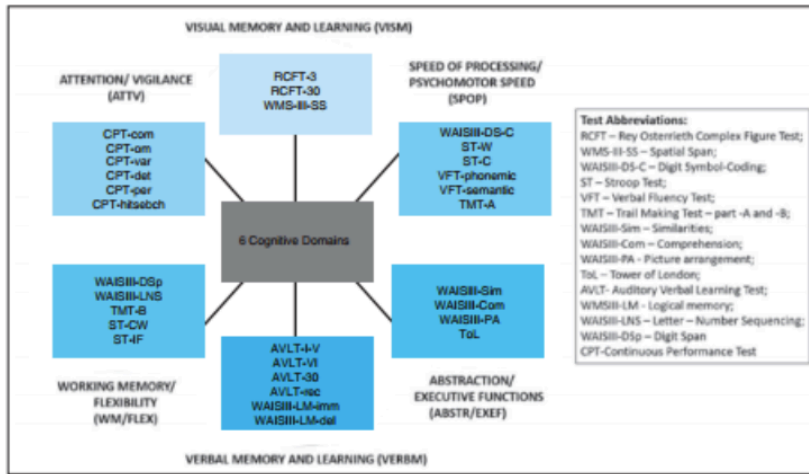 VISUAL MEMORY AND LEARNING (VISM)
RCFT-3
RCFT-30
WMS-III-SS
ATTENTION/ VIGILANCE
(ATTV)
CPT-com
CPT-om
CPT-var
CPT-det
CPT-per
CPT-hitsebch
SPEED OF PROCESSING/
PSYCHOMOTOR SPEED
(SPOP)
WAISIII-DS-C
ST-W
ST-C
VFT-phonemic
VFT-semantic
TMT-A
6 Cognitive Domains
WAISIII-DSp
WAISIII-LNS
TMT-B
ST-CW
ST-IF
WORKING MEMORY/
FLEXIBILITY
(WM/FLEX)
AVLT-I-V
AVLT-VI
AVLT-30
AVLT-rec
WAISIII-LM-imm
WAISIII-LM-del
VERBAL MEMORY AND LEARNING (VERBM)
WAISIII-Sim
WAISIII-Com
WAISIII-PA
ToL
ABSTRACTION/
EXECUTIVE FUNCTIONS
(ABSTR/EXEF)
Test Abbreviations:
RCFT – Rey Osterrieth Complex Figure Test;
WMS-III-SS – Spatial Span;
WAISIII-DS-C – Digit Symbol-Coding;
ST – Stroop Test;
VFT – Verbal Fluency Test;
TMT – Trail Making Test – part -A and -B;
WAISIII-Sim – Similarities;
WAISIII-Com – Comprehension;
WAISIII-PA - Picture arrangement;
ToL – Tower of London;
AVLT- Auditory Verbal Learning Test;
WMSIII-LM - Logical memory;
WAISIII-LNS – Letter – Number Sequencing;
WAISIII-DSp – Digit Span
CPT-Continuous Performance Test